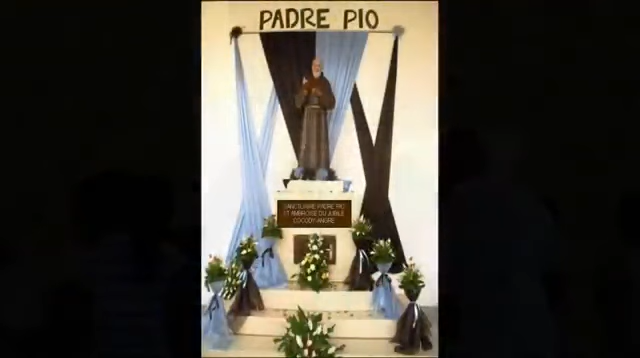 PADRE PIO
SANCTUAIRE PADRE PIO
ST AMBROISE DU JUBILE
COCODY-ANGRE